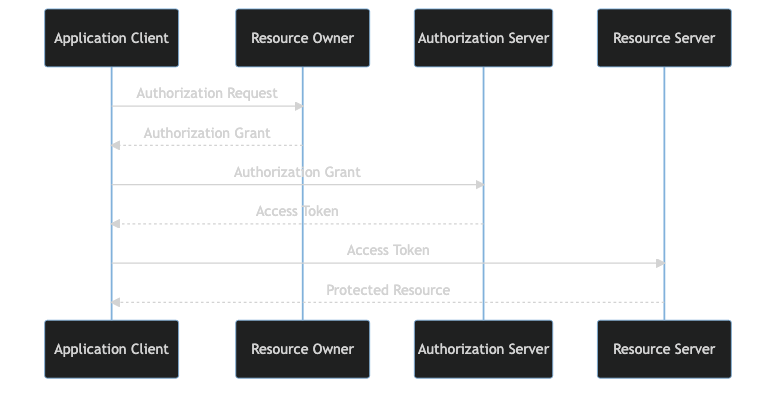 Application Client
Resource Owner
Authorization Server
Resource Server
Authorization Request
Authorization Grant
Authorization Grant
Access Token
Access Token
Protected Resource
Application Client
Resource Owner
Authorization Server
Resource Server